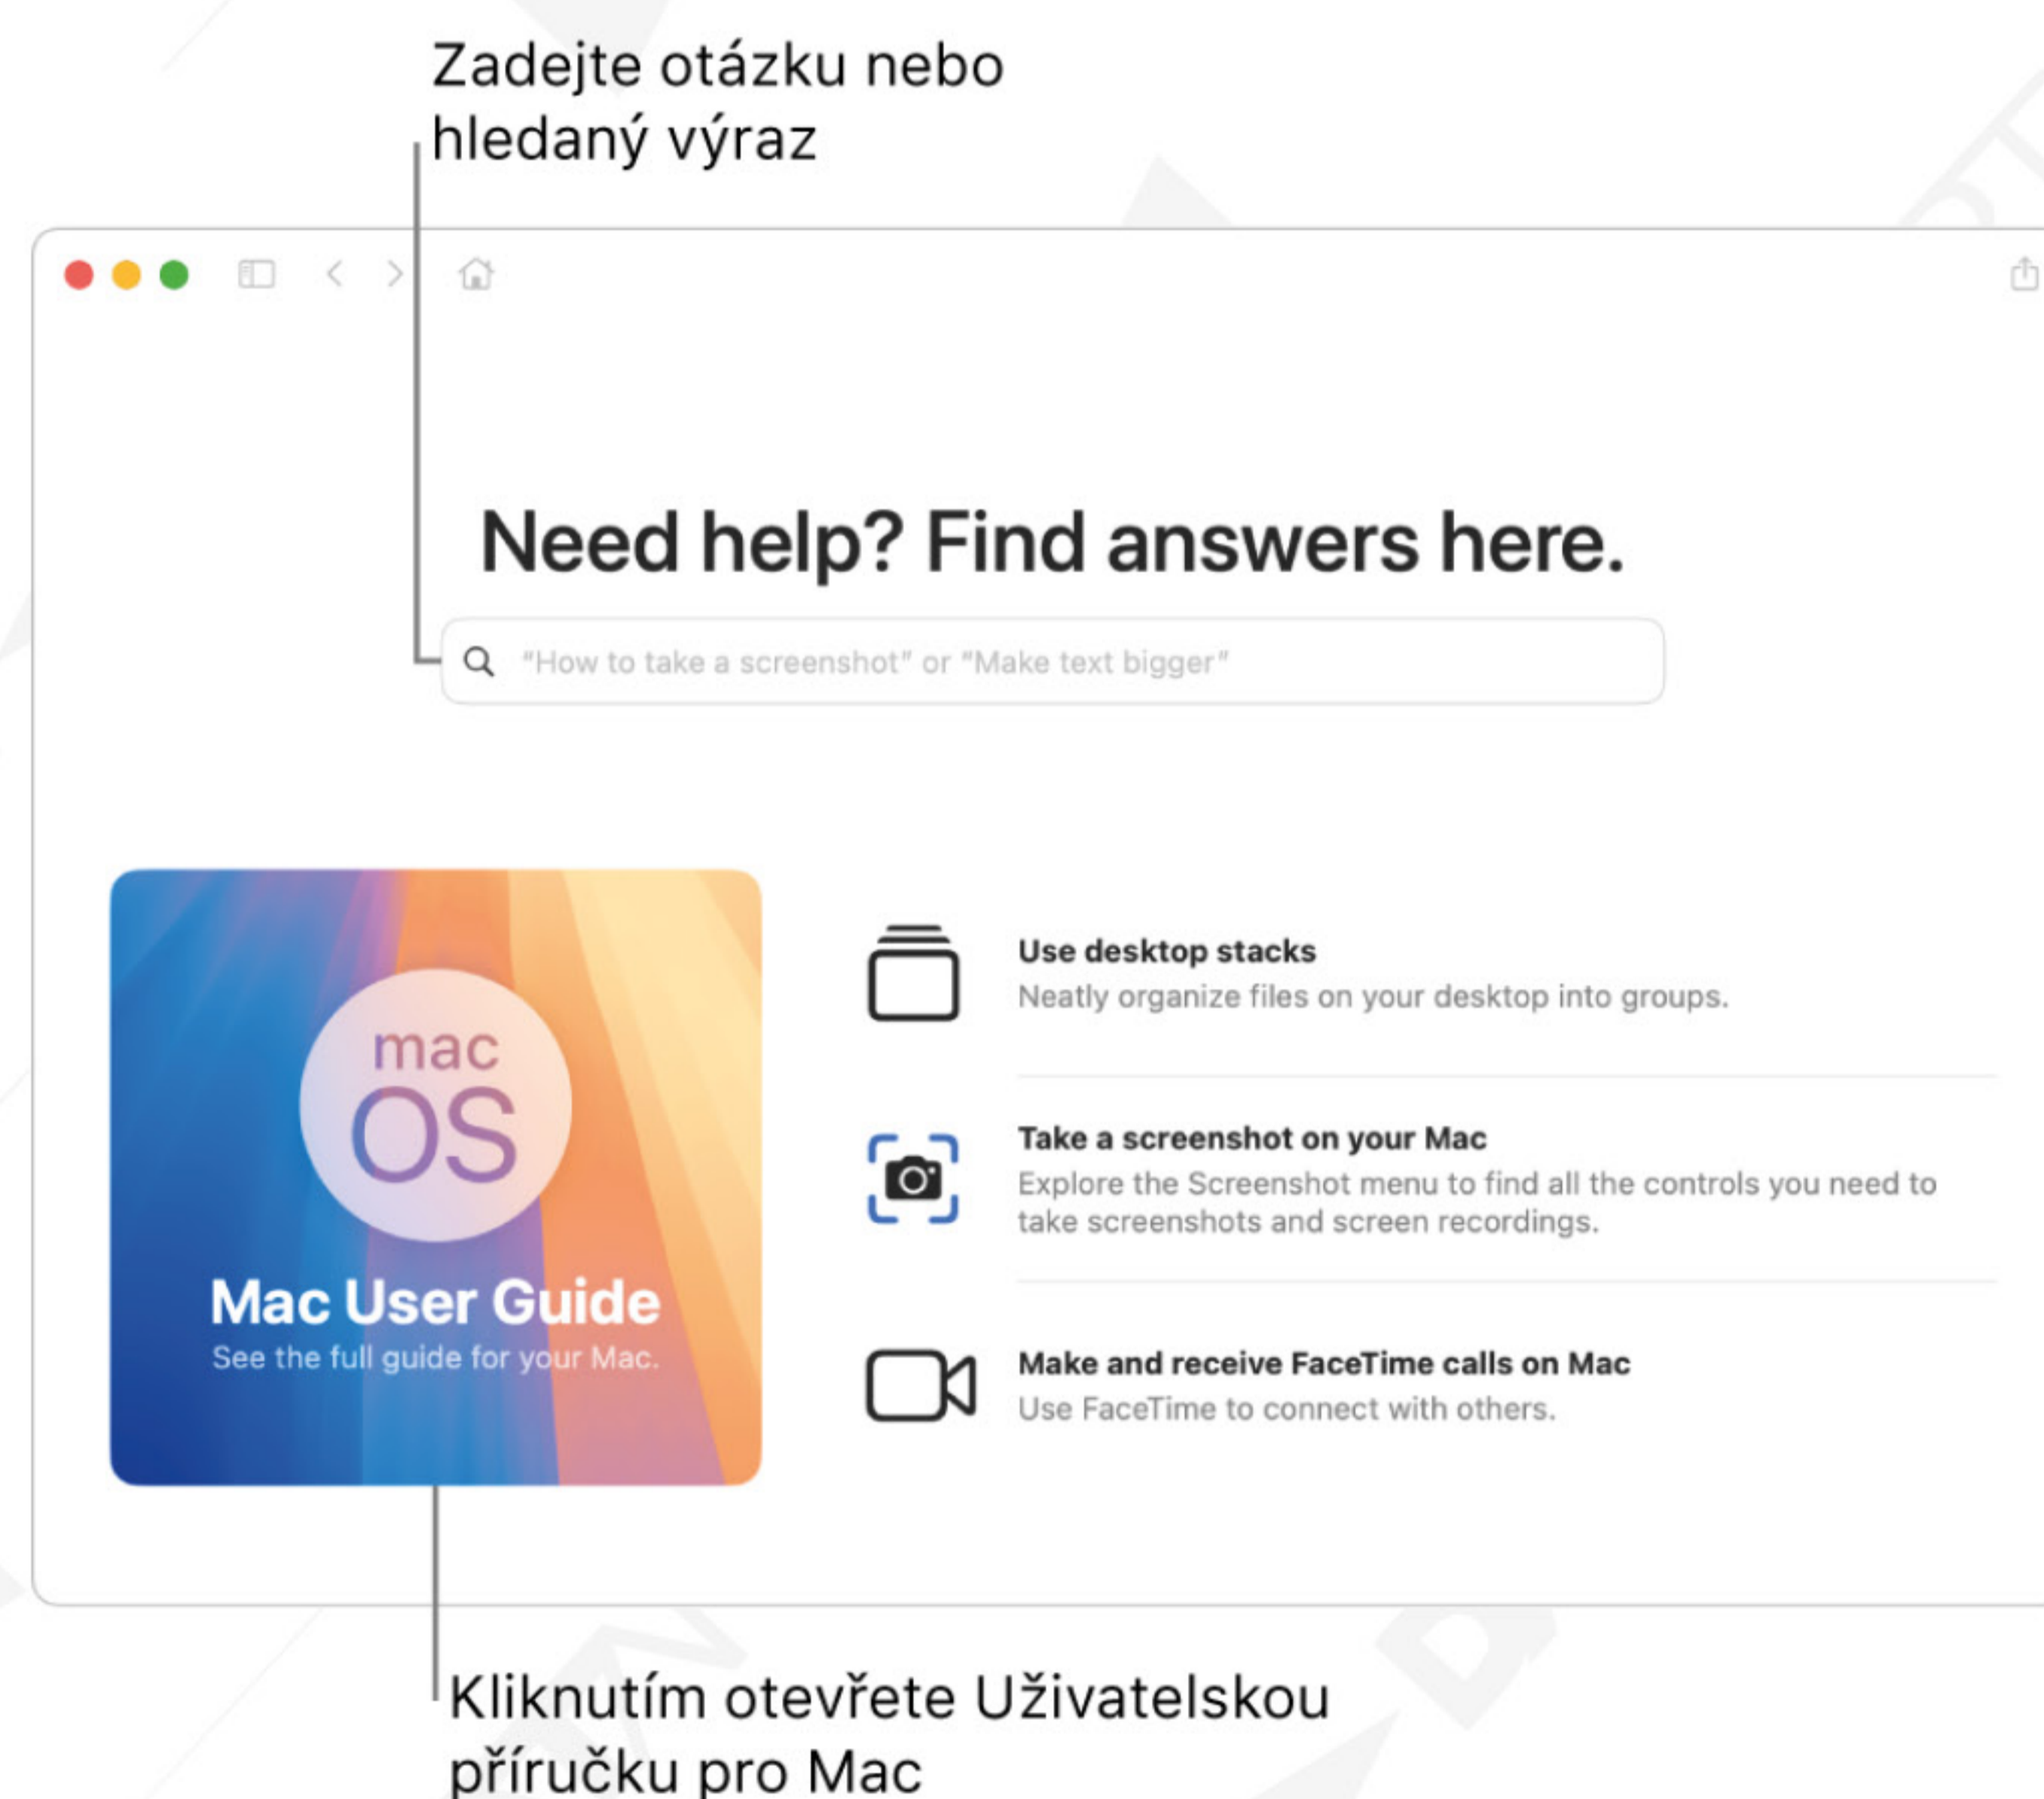 Zadejte otázku nebo
hledaný výraz
Need help? Find answers here.
"How to take a screenshot" or "Make text bigger"
mac
OS
Mac User Guide
See the full guide for your Mac.
Use desktop stacks
Neatly organize files on your desktop into groups.
Take a screenshot on your Mac
Explore the Screenshot menu to find all the controls you need to
take screenshots and screen recordings.
Make and receive FaceTime calls on Mac
Use FaceTime to connect with others.
Kliknutím otevřete Uživatelskou
příručku pro Mac